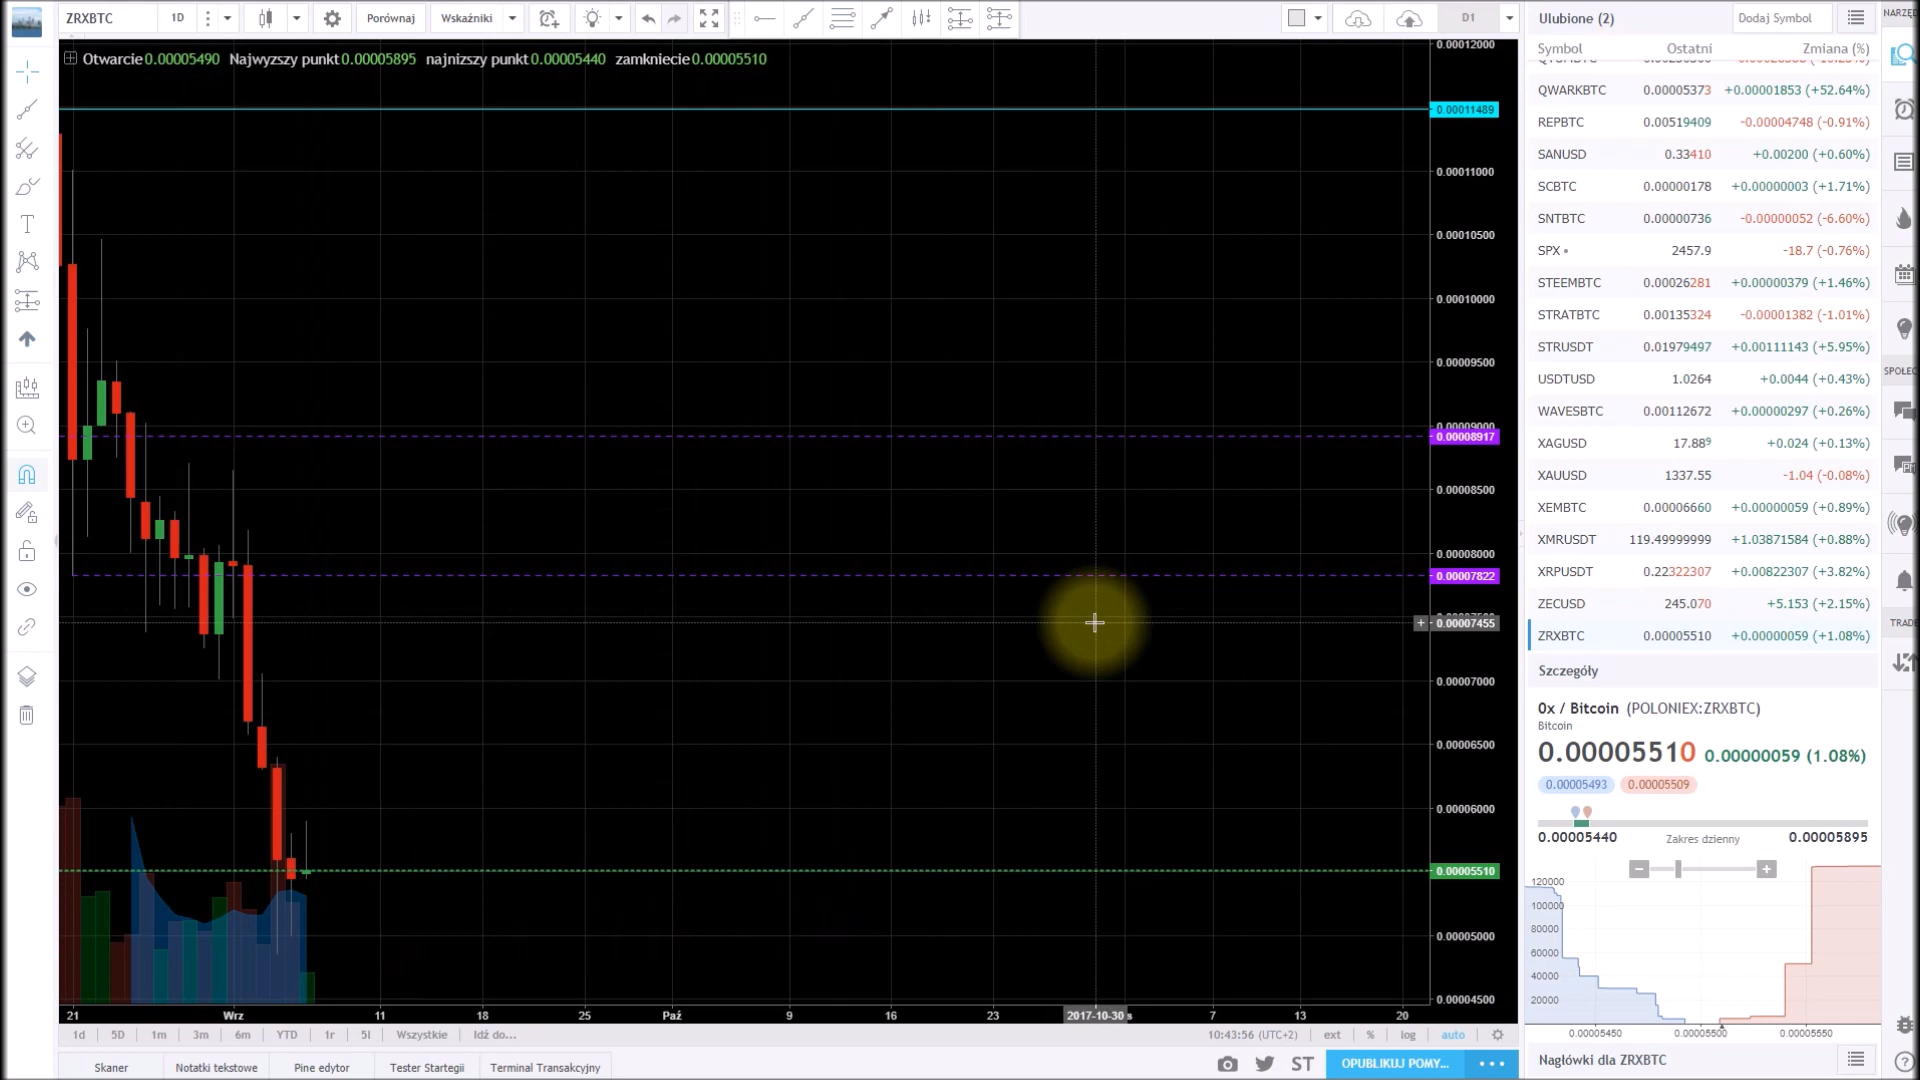 ZRXBTC 1D Porównaj Wskaźniki D1
Otwarcie0.00005490 Najwyzszy punkt0.00005895 najnizszy punkt0.00005440 zamkniecie0.00005510
0.00012000
0.00011489
0.00011000
0.00010500
0.00010000
0.00009500
0.00008917
0.00008500
0.00008000
0.00007822
0.00007455
0.00007000
0.00006500
0.00006000
0.00005510
0.00005000
0.00004500
21 Wrz 11 18 25 Paź 9 16 23 2017-10-30 7 13 20
1d 5D 1m 3m 6m YTD 1r 5l Wszystkie Idź do...
10:43:56 (UTC+2) ext % log auto
Skaner Notatki tekstowe Pine edytor Tester Startegii Terminal Transakcyjny
ST OPUBLIKUJ POMY...
Ulubione (2) Dodaj Symbol
Symbol Ostatni Zmiana (%)
QWARKBTC 0.00005373 +0.00001853 (+52.64%)
REPBTC 0.00519409 -0.00004748 (-0.91%)
SANUSD 0.33410 +0.00200 (+0.60%)
SCBTC 0.00000178 +0.00000003 (+1.71%)
SNTBTC 0.00000736 -0.00000052 (-6.60%)
SPX 2457.9 -18.7 (-0.76%)
STEEMBTC 0.00026281 +0.00000379 (+1.46%)
STRATBTC 0.00135324 -0.00001382 (-1.01%)
STRUSDT 0.01979497 +0.00111143 (+5.95%)
USDTUSD 1.0264 +0.0044 (+0.43%)
WAVESBTC 0.00112672 +0.00000297 (+0.26%)
XAGUSD 17.88⁹ +0.024 (+0.13%)
XAUUSD 1337.55 -1.04 (-0.08%)
XEMBTC 0.00006660 +0.00000059 (+0.89%)
XMRUSDT 119.49999999 +1.03871584 (+0.88%)
XRPUSDT 0.22322307 +0.00822307 (+3.82%)
ZECUSD 245.070 +5.153 (+2.15%)
ZRXBTC 0.00005510 +0.00000059 (+1.08%)
Szczegóły
0x / Bitcoin (POLONIEX:ZRXBTC)
Bitcoin
0.00005510 0.00000059 (1.08%)
0.00005493 0.00005509
0.00005440 Zakres dzienny 0.00005895
120000
100000
80000
60000
40000
20000
0.00005450 0.00005500 0.00005550
Nagłówki dla ZRXBTC